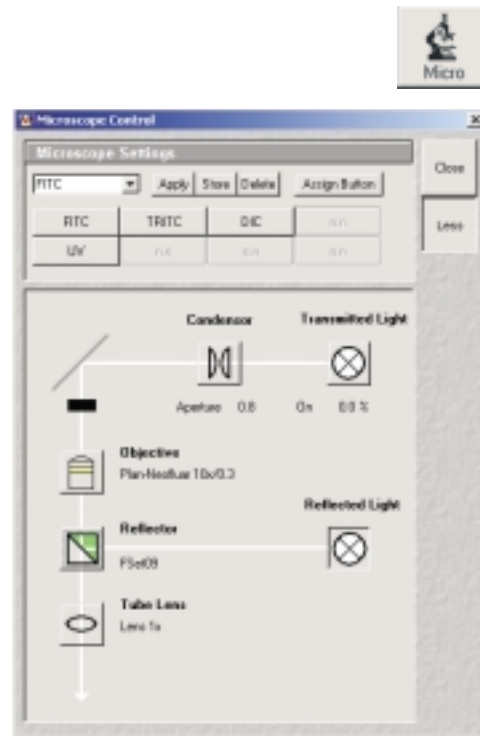 Micro
Microscope Control
Microscope Settings
Close
FITC Apply Store Delete Assign Button
FITC TRITC DIC n.n.
Less
UV n.n. n.n. n.n.
Condensor Transmitted Light
Aperture 0.8 On 0.0 %
Objective
Plan-Neofluar 10x/0.3
Reflected Light
Reflector
FSet09
Tube Lens
Lens 1x